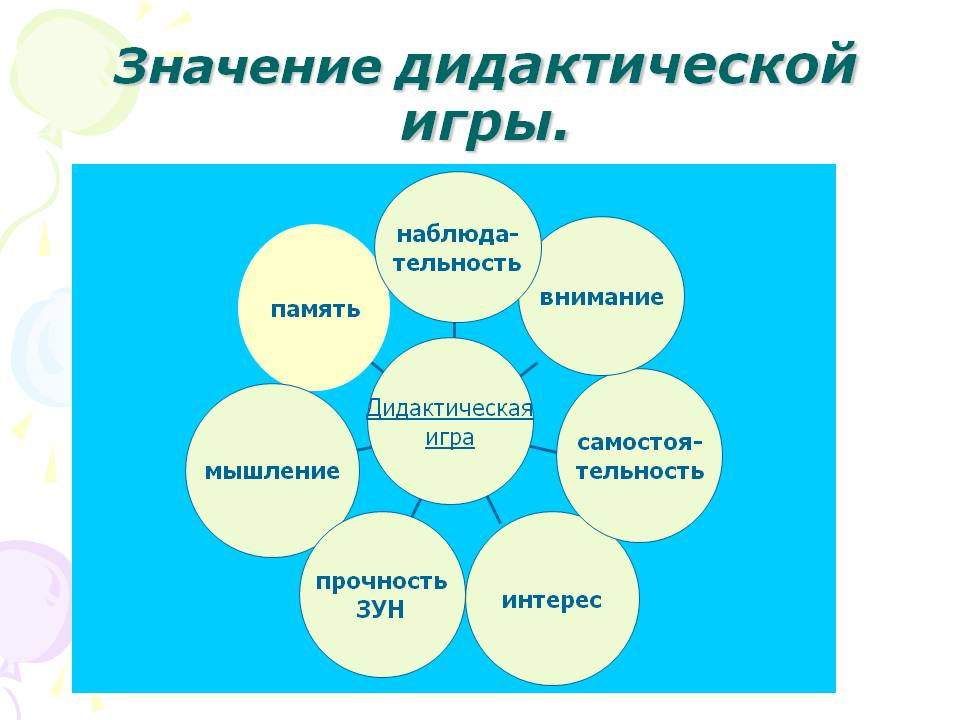 Значение дидактической
игры.
наблюда-
тельность
внимание
самостоя-
тельность
интерес
прочность
ЗУН
мышление
память
Дидактическая
игра